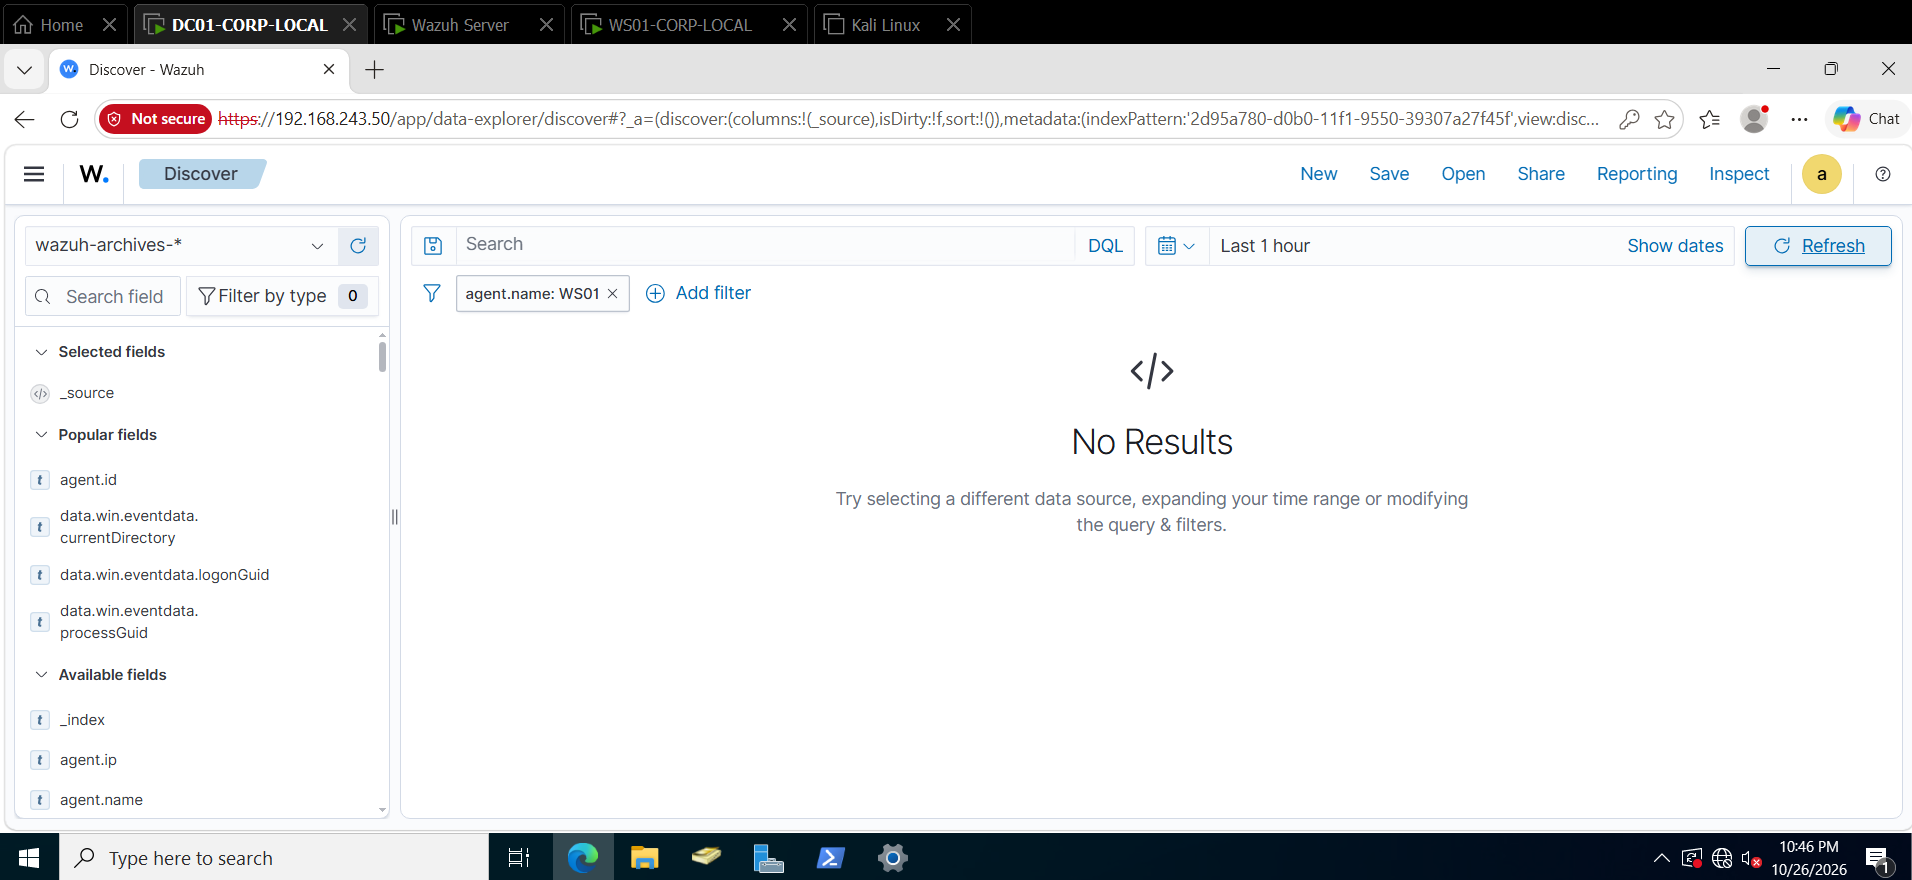 Home
DC01-CORP-LOCAL
Wazuh Server
WS01-CORP-LOCAL
Kali Linux
W. Discover - Wazuh
Not secure https://192.168.243.50/app/data-explorer/discover#?_a=(discover:(columns:!(_source),isDirty:!f,sort:!()),metadata:(indexPattern:'2d95a780-d0b0-11f1-9550-39307a27f45f',view:disc...
Chat
W.
Discover
New
Save
Open
Share
Reporting
Inspect
a
wazuh-archives-*
Search
DQL
Last 1 hour
Show dates
Refresh
Search field
Filter by type 0
agent.name: WS01
Add filter
Selected fields
_source
Popular fields
t agent.id
t data.win.eventdata.
currentDirectory
t data.win.eventdata.logonGuid
t data.win.eventdata.
processGuid
Available fields
t _index
t agent.ip
t agent.name
No Results
Try selecting a different data source, expanding your time range or modifying
the query & filters.
Type here to search
10:46 PM
10/26/2026
1